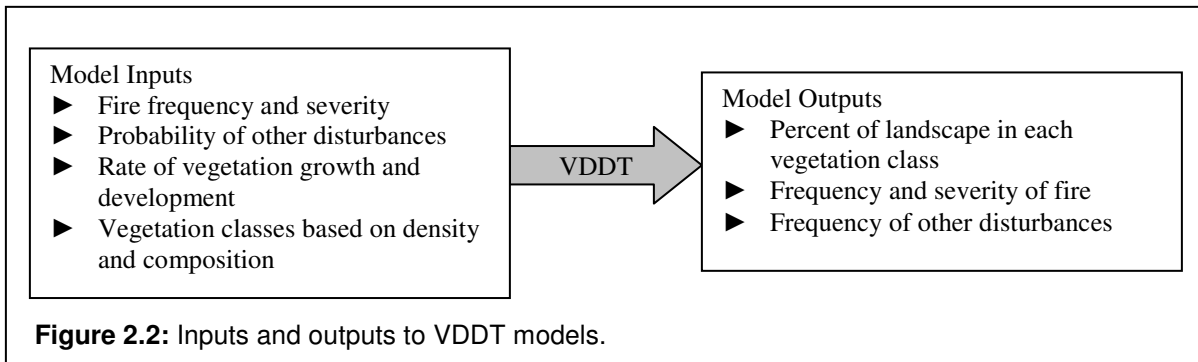 Model Inputs
► Fire frequency and severity
► Probability of other disturbances
► Rate of vegetation growth and
development
► Vegetation classes based on density
and composition
VDDT
Model Outputs
► Percent of landscape in each
vegetation class
► Frequency and severity of fire
► Frequency of other disturbances
Figure 2.2: Inputs and outputs to VDDT models.